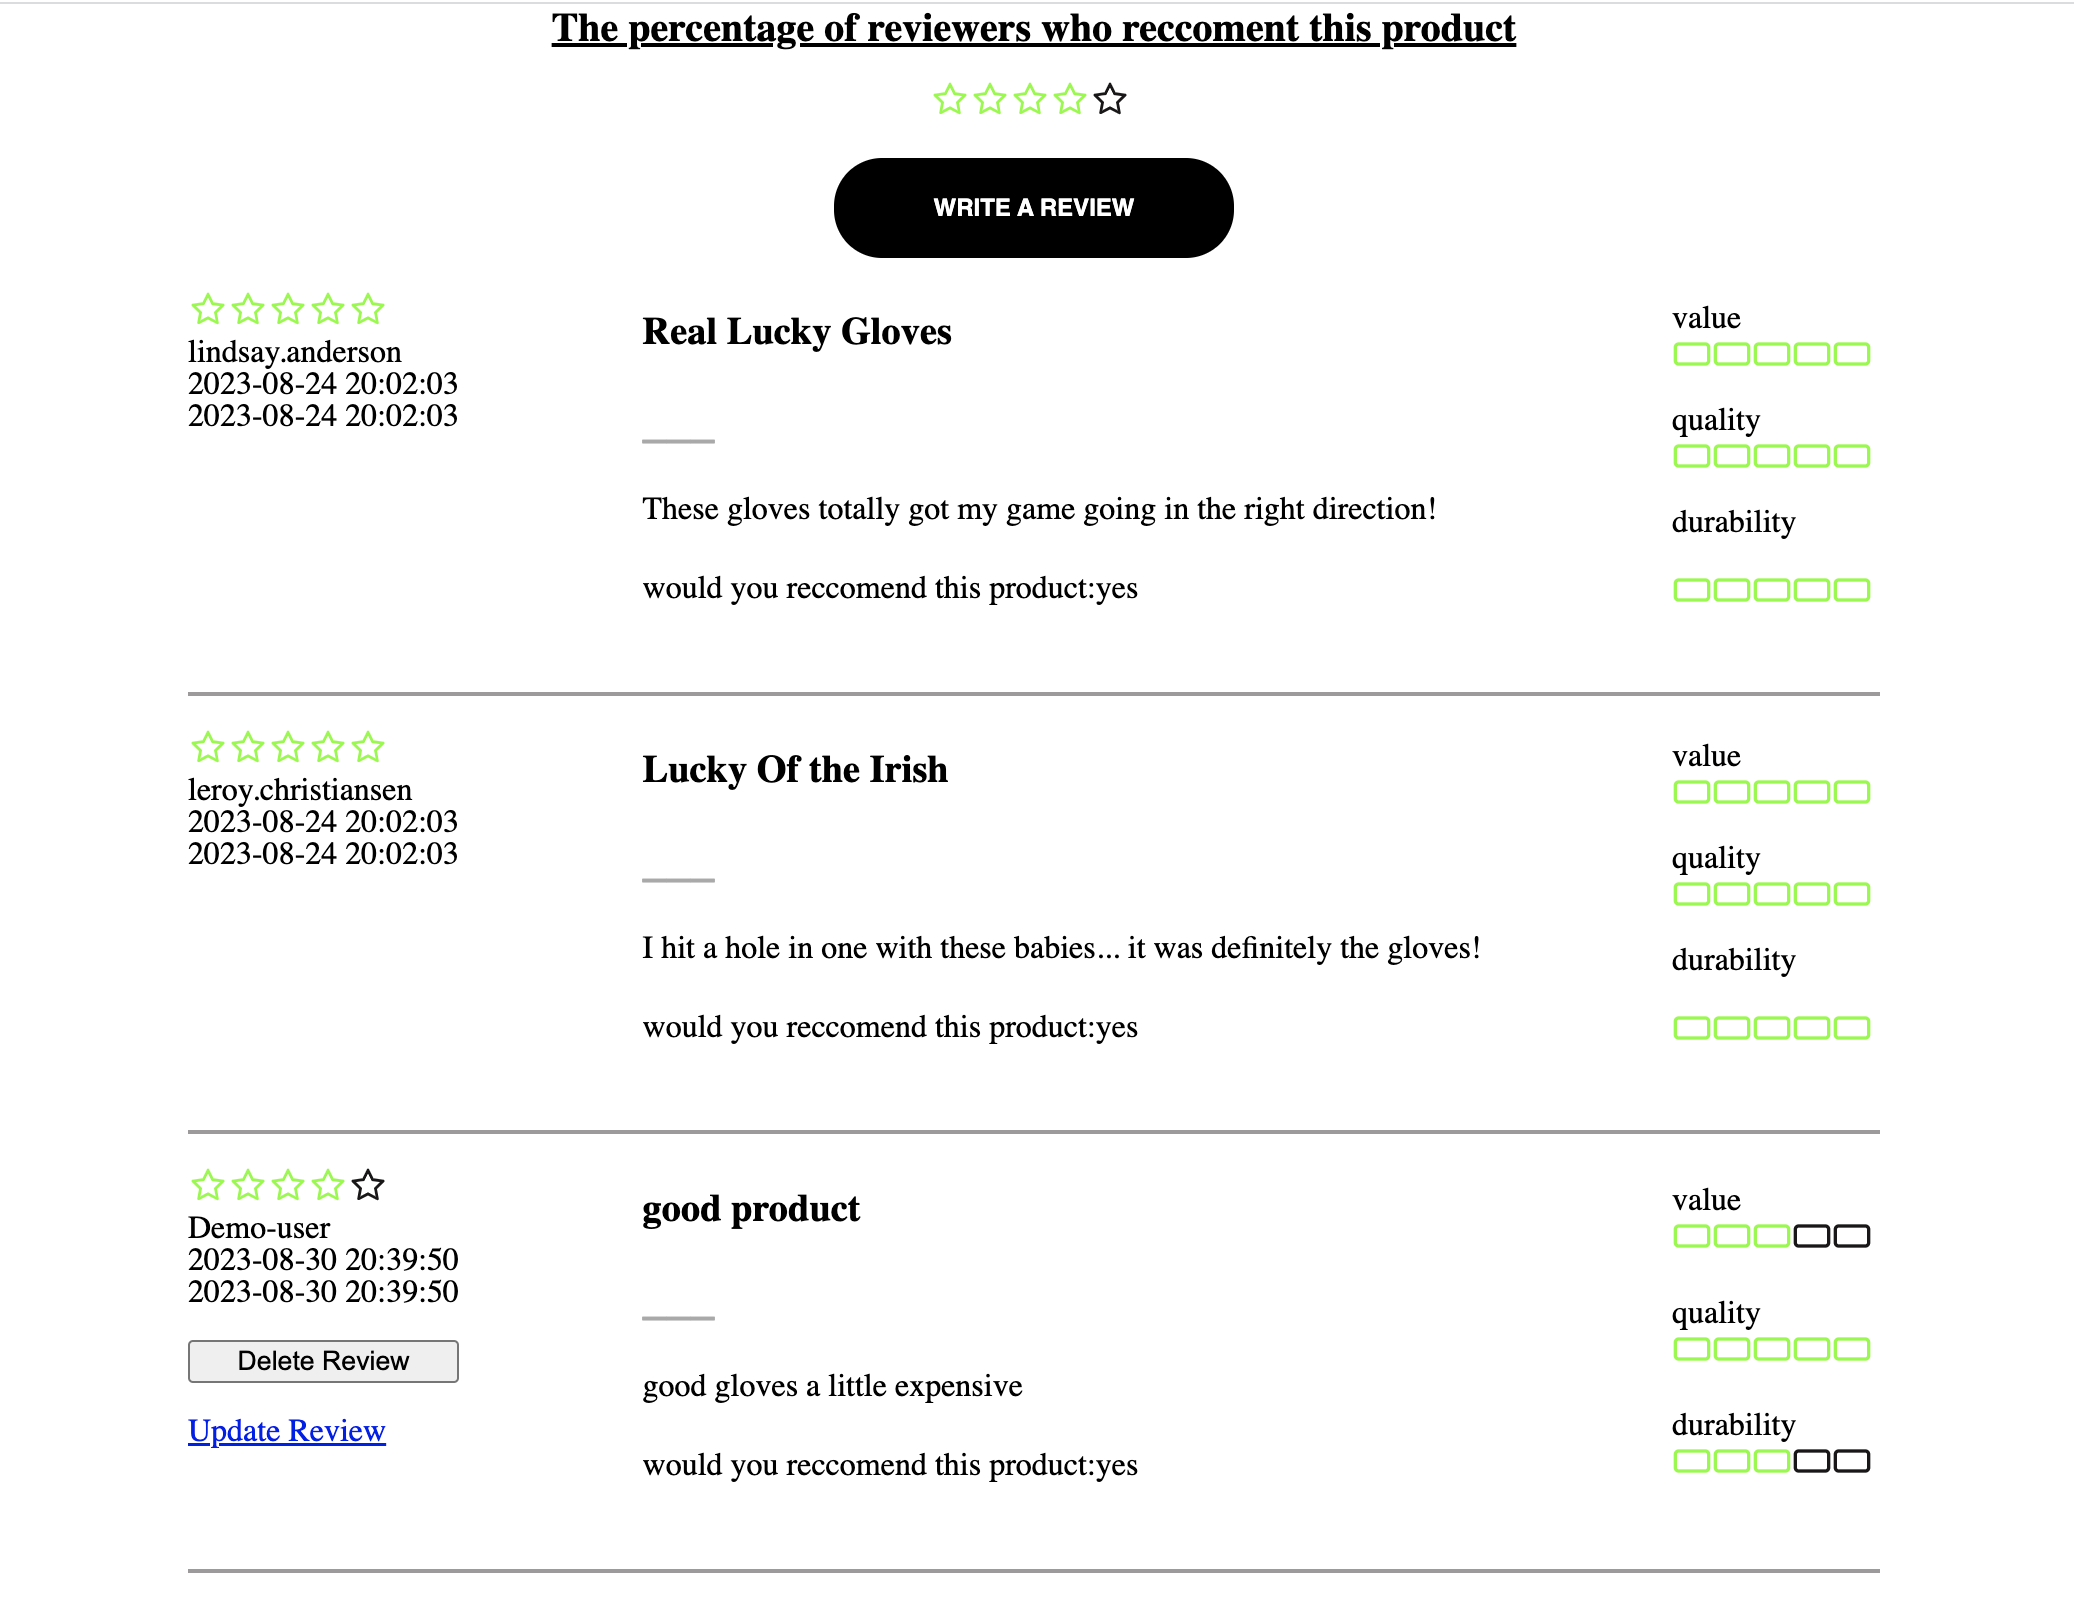 The percentage of reviewers who reccoment this product
WRITE A REVIEW
lindsay.anderson
2023-08-24 20:02:03
2023-08-24 20:02:03
Real Lucky Gloves
These gloves totally got my game going in the right direction!
would you reccomend this product:yes
value
quality
durability
leroy.christiansen
2023-08-24 20:02:03
2023-08-24 20:02:03
Lucky Of the Irish
I hit a hole in one with these babies... it was definitely the gloves!
would you reccomend this product:yes
value
quality
durability
Demo-user
2023-08-30 20:39:50
2023-08-30 20:39:50
Delete Review
Update Review
good product
good gloves a little expensive
would you reccomend this product:yes
value
quality
durability